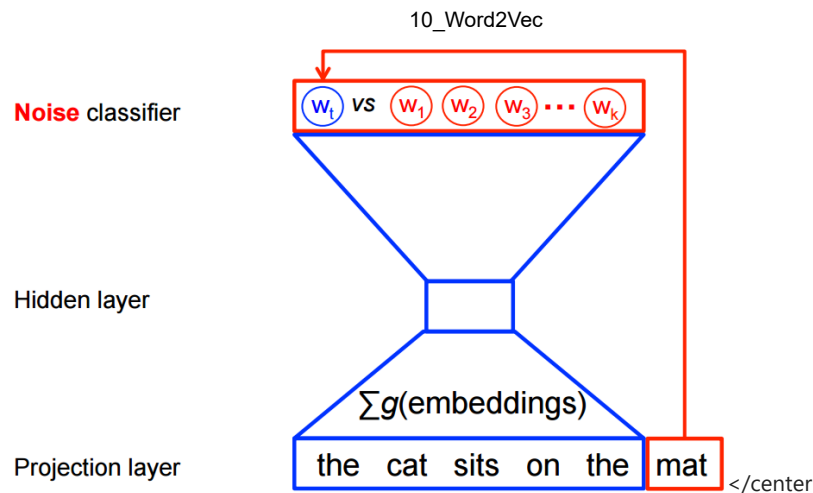 10_Word2Vec
Noise classifier
wt vs w1 w2 w3 ... wk
Hidden layer
∑g(embeddings)
Projection layer the cat sits on the mat
</center